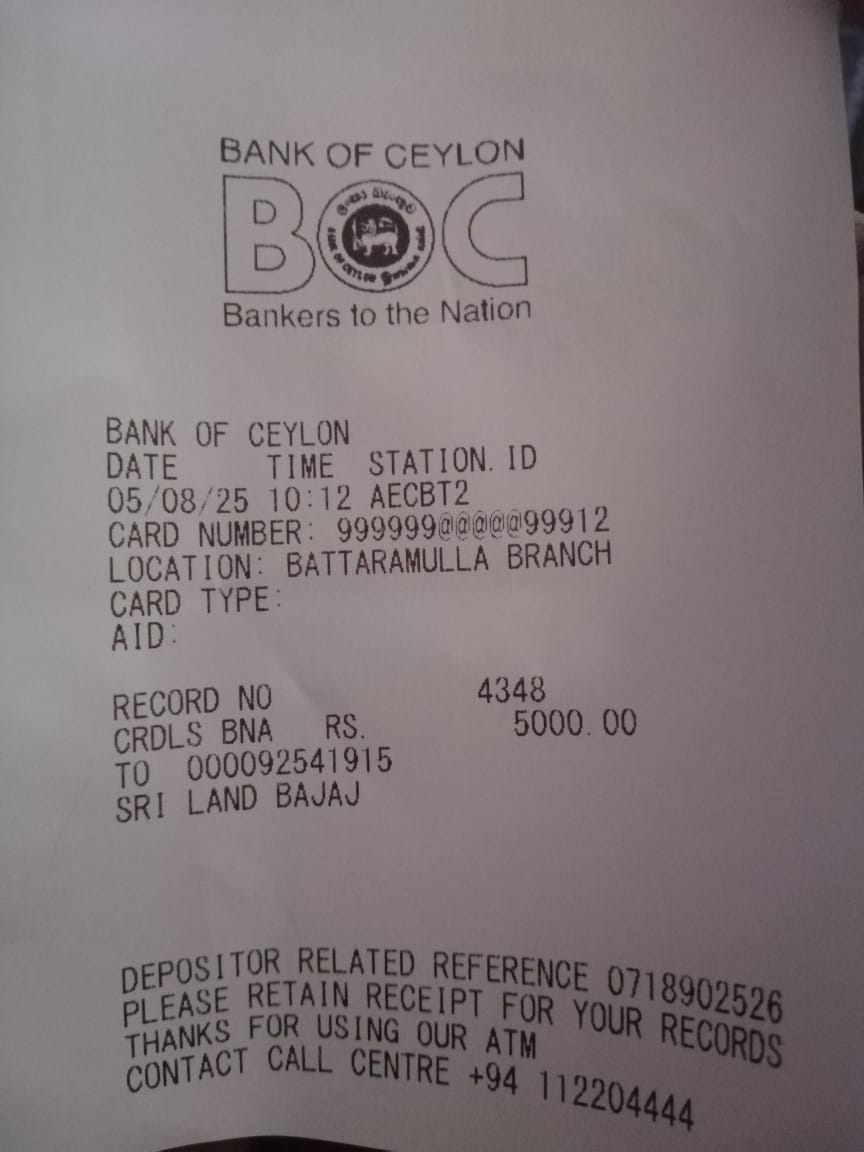 BANK OF CEYLON
BOC
BANK OF CEYLON
Bankers to the Nation
BANK OF CEYLON
DATE TIME STATION. ID
05/08/25 10:12 AECBT2
CARD NUMBER: 999999@@@@@99912
LOCATION: BATTARAMULLA BRANCH
CARD TYPE:
AID:
RECORD NO 4348
CRDLS BNA RS. 5000.00
TO 000092541915
SRI LAND BAJAJ
DEPOSITOR RELATED REFERENCE 0718902526
PLEASE RETAIN RECEIPT FOR YOUR RECORDS
THANKS FOR USING OUR ATM
CONTACT CALL CENTRE +94 112204444